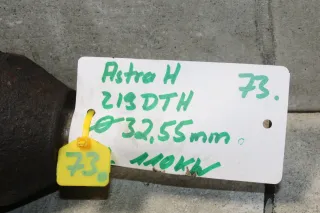 Astra H 73.
Z19DTH
ø 32,55mm.
73. 110KW